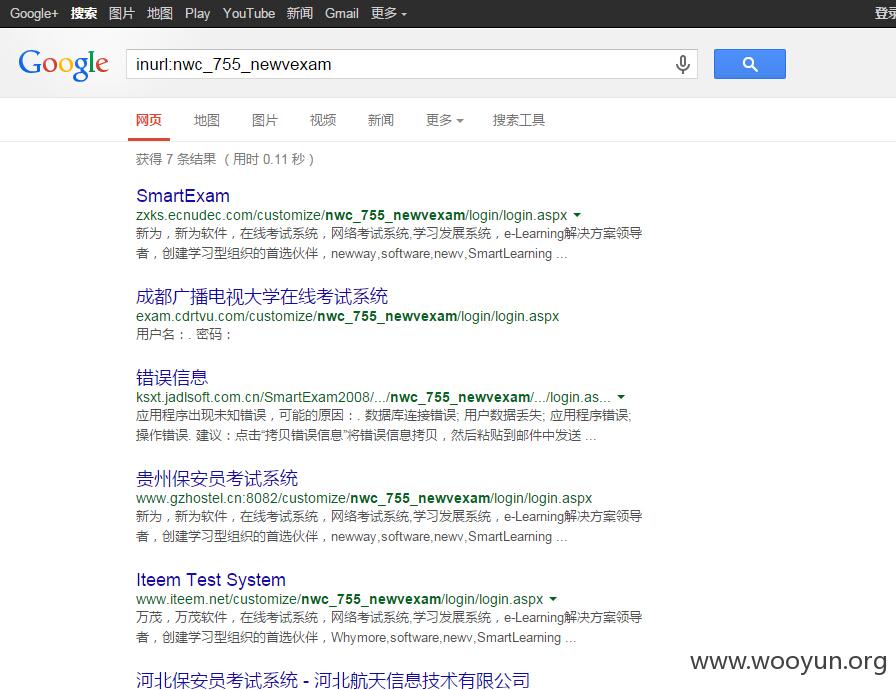 Google+ 搜索 图片 地图 Play YouTube 新闻 Gmail 更多 登录
Google inurl:nwc_755_newvexam
网页 地图 图片 视频 新闻 更多 搜索工具
获得 7 条结果 （用时 0.11 秒）
SmartExam
zxks.ecnudec.com/customize/nwc_755_newvexam/login/login.aspx
新为，新为软件，在线考试系统，网络考试系统,学习发展系统，e-Learning解决方案领导
者，创建学习型组织的首选伙伴，newway,software,newv,SmartLearning ...
成都广播电视大学在线考试系统
exam.cdrtvu.com/customize/nwc_755_newvexam/login/login.aspx
用户名：. 密码：
错误信息
ksxt.jadlsoft.com.cn/SmartExam2008/.../nwc_755_newvexam/.../login.as...
应用程序出现未知错误，可能的原因：. 数据库连接错误; 用户数据丢失; 应用程序错误;
操作错误. 建议：点击“拷贝错误信息”将错误信息拷贝，然后粘贴到邮件中发送 ...
贵州保安员考试系统
www.gzhostel.cn:8082/customize/nwc_755_newvexam/login/login.aspx
新为，新为软件，在线考试系统，网络考试系统,学习发展系统，e-Learning解决方案领导
者，创建学习型组织的首选伙伴，newway,software,newv,SmartLearning ...
Iteem Test System
www.iteem.net/customize/nwc_755_newvexam/login/login.aspx
万茂，万茂软件，在线考试系统，网络考试系统,学习发展系统，e-Learning解决方案领导
者，创建学习型组织的首选伙伴，Whymore,software,newv,SmartLearning ...
河北保安员考试系统 - 河北航天信息技术有限公司
www.wooyun.org